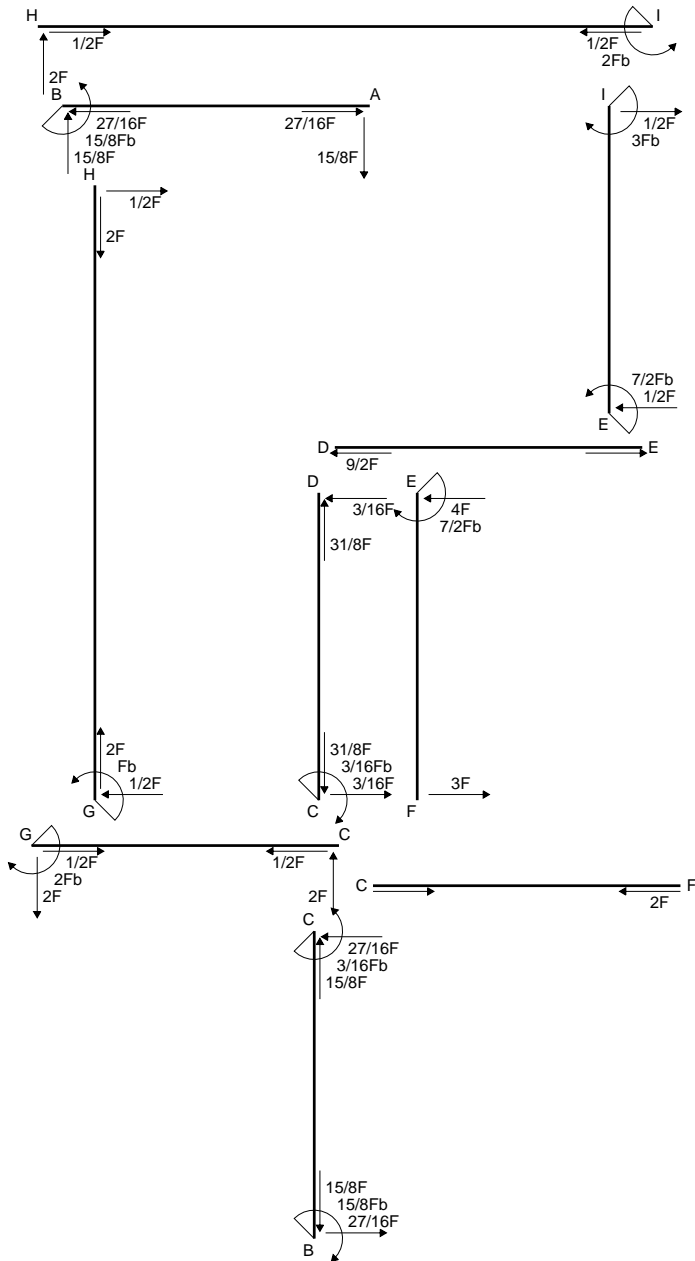 H I
1/2F 1/2F
2Fb
2F
B A I
27/16F 27/16F 1/2F
15/8Fb 3Fb
15/8F 15/8F
H
1/2F
2F
7/2Fb
1/2F
E
D E
9/2F
D E
3/16F 4F
7/2Fb
31/8F
2F 31/8F
Fb 3/16Fb
1/2F 3/16F 3F
G C F
G C
1/2F 1/2F
2Fb
2F 2F
C F
2F
C
27/16F
3/16Fb
15/8F
15/8F
15/8Fb
27/16F
B